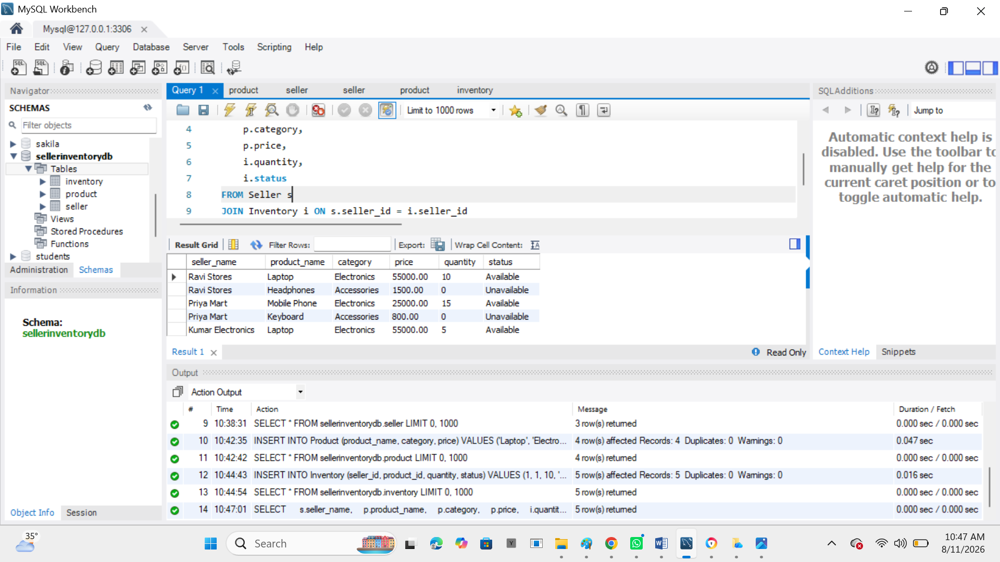 MySQL Workbench
Mysql@127.0.0.1:3306
File Edit View Query Database Server Tools Scripting Help
Navigator
SCHEMAS
Filter objects
sakila
sellerinventorydb
Tables
inventory
product
seller
Views
Stored Procedures
Functions
students
Administration Schemas
Information
Schema:
sellerinventorydb
Object Info Session
Query 1 product seller seller product inventory
Limit to 1000 rows
4 p.category,
5 p.price,
6 i.quantity,
7 i.status
8 FROM Seller s
9 JOIN Inventory i ON s.seller_id = i.seller_id
Result Grid Filter Rows: Export: Wrap Cell Content:
seller_name product_name category price quantity status
Ravi Stores Laptop Electronics 55000.00 10 Available
Ravi Stores Headphones Accessories 1500.00 0 Unavailable
Priya Mart Mobile Phone Electronics 25000.00 15 Available
Priya Mart Keyboard Accessories 800.00 0 Unavailable
Kumar Electronics Laptop Electronics 55000.00 5 Available
Result 1 Read Only
SQLAdditions
Jump to
Automatic context help is
disabled. Use the toolbar to
manually get help for the
current caret position or to
toggle automatic help.
Context Help Snippets
Output
Action Output
# Time Action Message Duration / Fetch
9 10:38:31 SELECT * FROM sellerinventorydb.seller LIMIT 0, 1000 3 row(s) returned 0.000 sec / 0.000 sec
10 10:42:35 INSERT INTO Product (product_name, category, price) VALUES ('Laptop', 'Electro... 4 row(s) affected Records: 4 Duplicates: 0 Warnings: 0 0.047 sec
11 10:42:42 SELECT * FROM sellerinventorydb.product LIMIT 0, 1000 4 row(s) returned 0.000 sec / 0.000 sec
12 10:44:43 INSERT INTO Inventory (seller_id, product_id, quantity, status) VALUES (1, 1, 10, '... 5 row(s) affected Records: 5 Duplicates: 0 Warnings: 0 0.016 sec
13 10:44:54 SELECT * FROM sellerinventorydb.inventory LIMIT 0, 1000 5 row(s) returned 0.000 sec / 0.000 sec
14 10:47:01 SELECT s.seller_name, p.product_name, p.category, p.price, i.quantit... 5 row(s) returned 0.000 sec / 0.000 sec
35°
Search
10:47 AM
8/11/2026